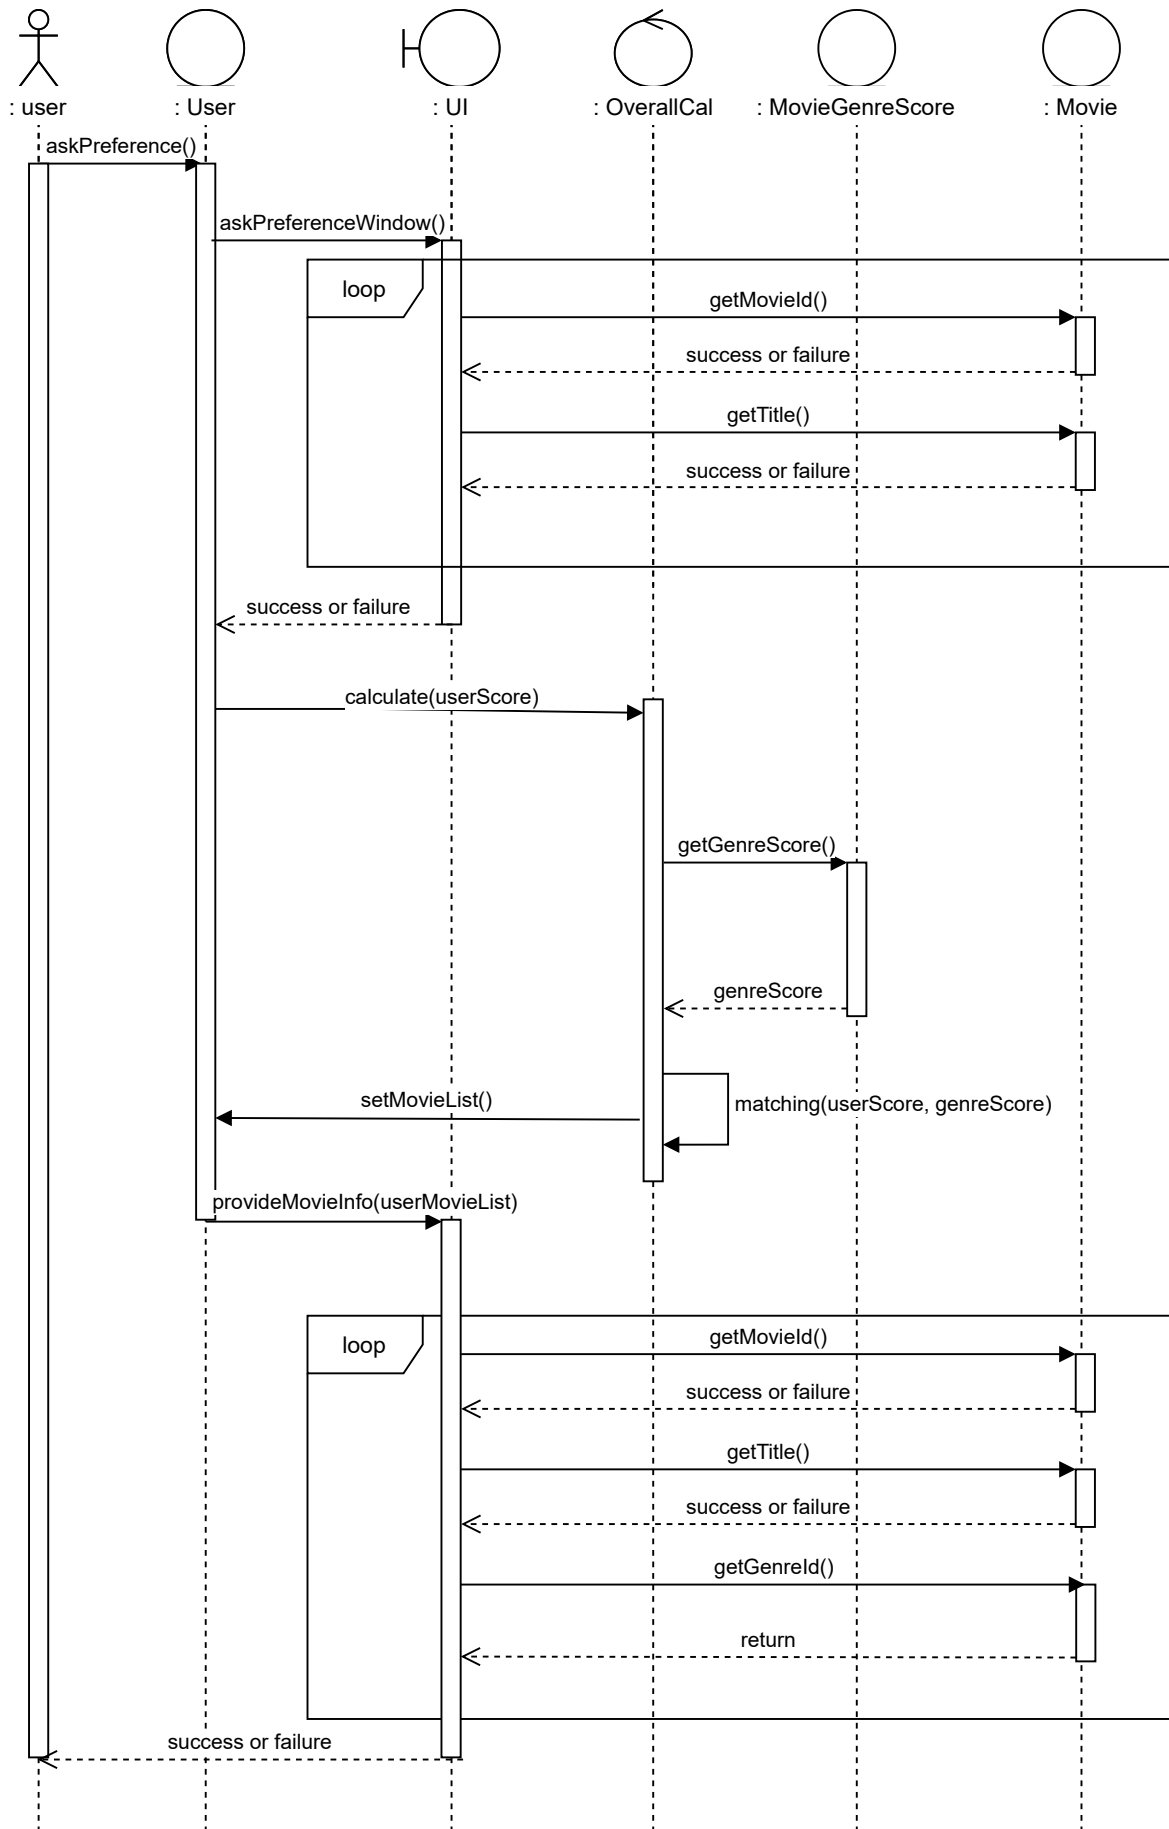 : user
: User
: UI
: OverallCal
: MovieGenreScore
: Movie
askPreference()
askPreferenceWindow()
loop
getMovieId()
success or failure
getTitle()
success or failure
success or failure
calculate(userScore)
getGenreScore()
genreScore
setMovieList()
matching(userScore, genreScore)
provideMovieInfo(userMovieList)
loop
getMovieId()
success or failure
getTitle()
success or failure
getGenreId()
return
success or failure